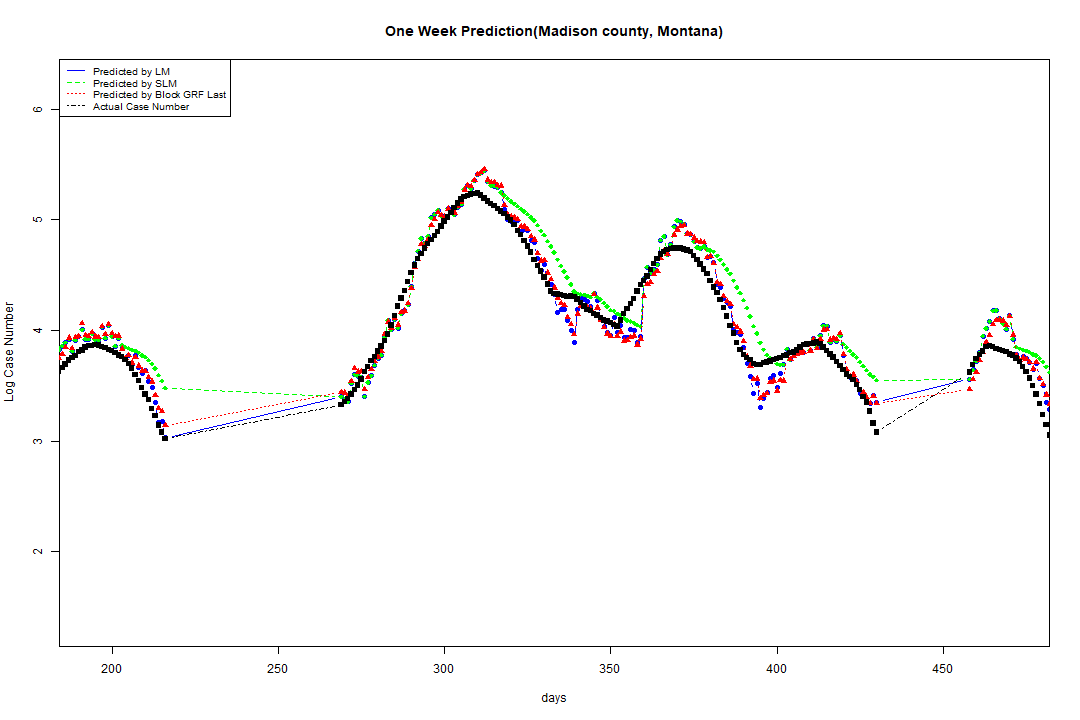 One Week Prediction(Madison county, Montana)
Predicted by LM
Predicted by SLM
Predicted by Block GRF Last
Actual Case Number
6
5
4
3
2
Log Case Number
200
250
300
350
400
450
days